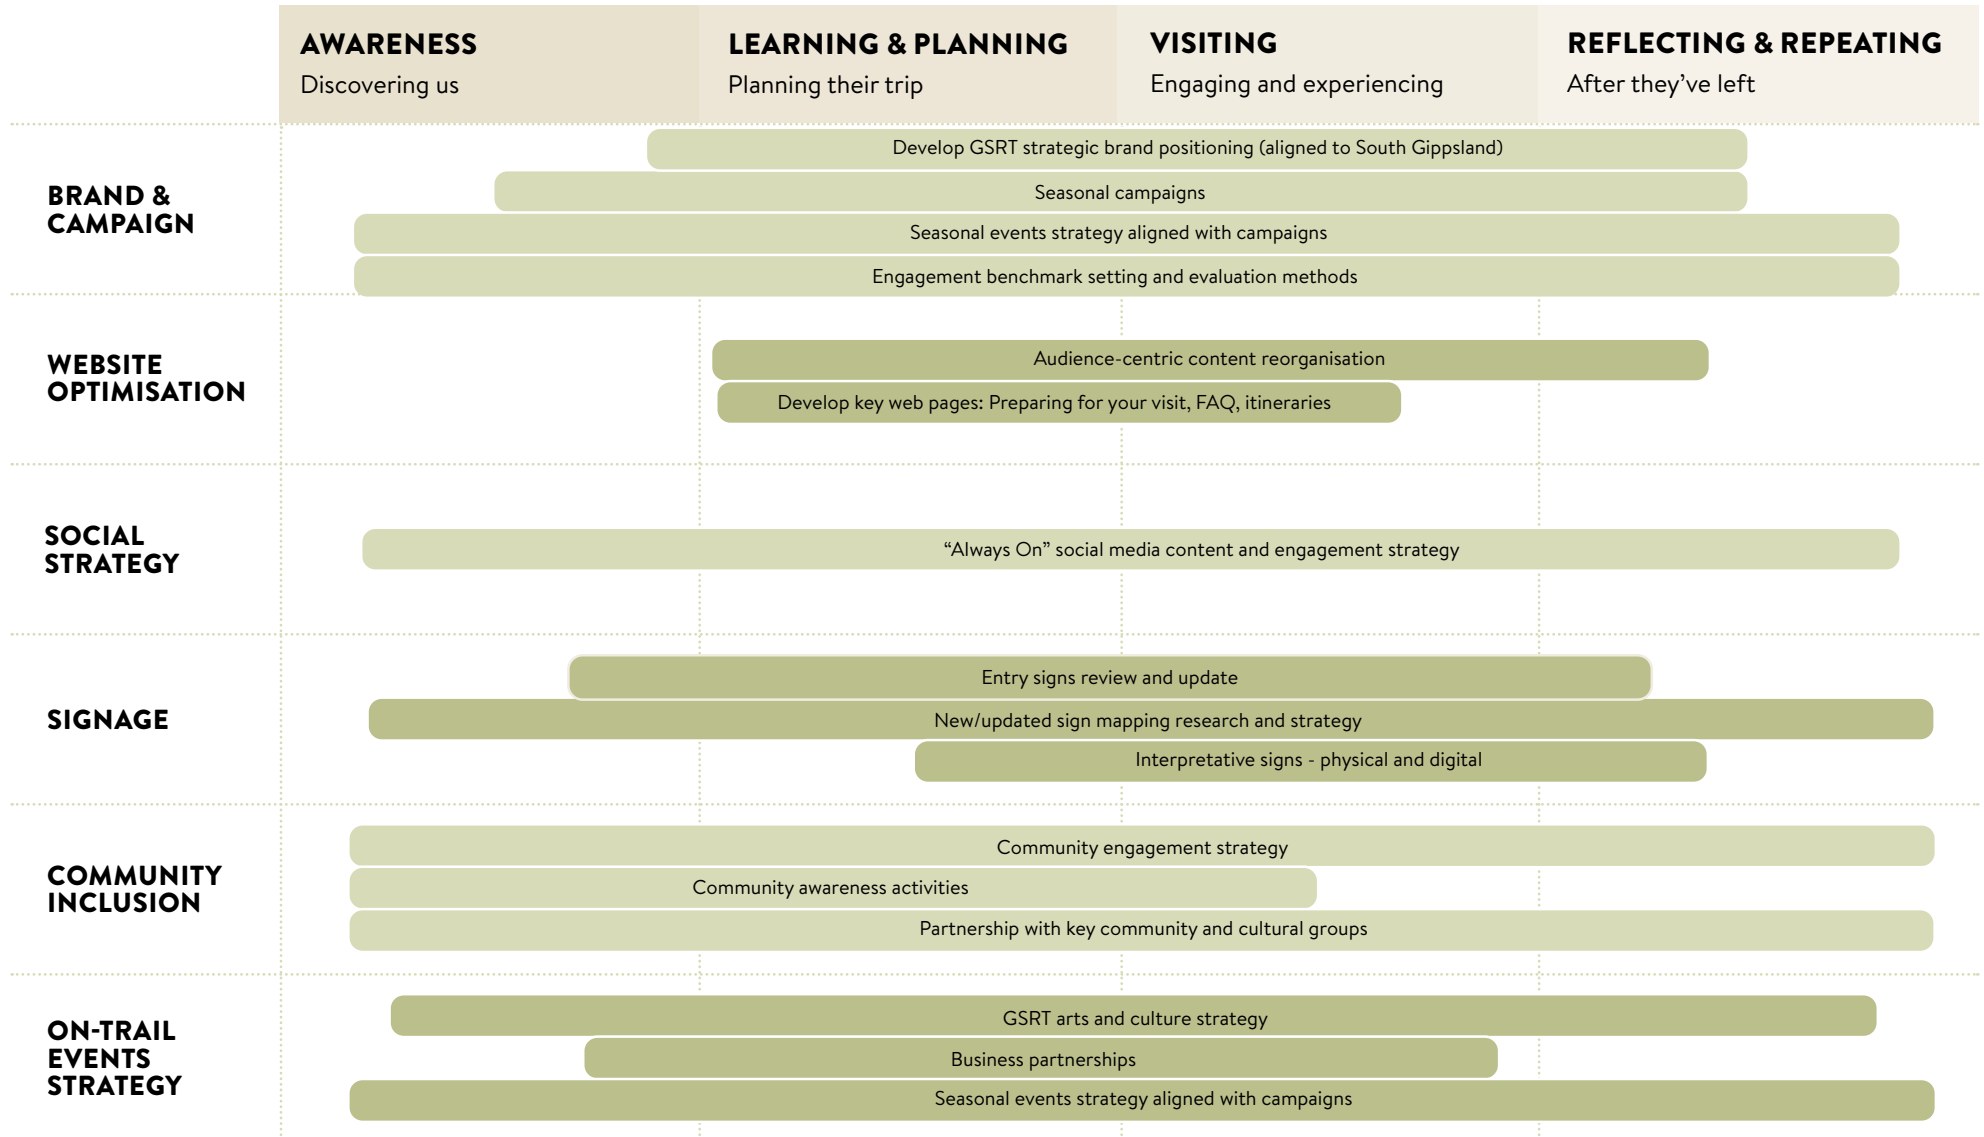 AWARENESS
Discovering us
LEARNING & PLANNING
Planning their trip
VISITING
Engaging and experiencing
REFLECTING & REPEATING
After they've left
BRAND &
CAMPAIGN
Develop GSRT strategic brand positioning (aligned to South Gippsland)
Seasonal campaigns
Seasonal events strategy aligned with campaigns
Engagement benchmark setting and evaluation methods
WEBSITE
OPTIMISATION
Audience-centric content reorganisation
Develop key web pages: Preparing for your visit, FAQ, itineraries
SOCIAL
STRATEGY
“Always On” social media content and engagement strategy
SIGNAGE
Entry signs review and update
New/updated sign mapping research and strategy
Interpretative signs - physical and digital
COMMUNITY
INCLUSION
Community engagement strategy
Community awareness activities
Partnership with key community and cultural groups
ON-TRAIL
EVENTS
STRATEGY
GSRT arts and culture strategy
Business partnerships
Seasonal events strategy aligned with campaigns